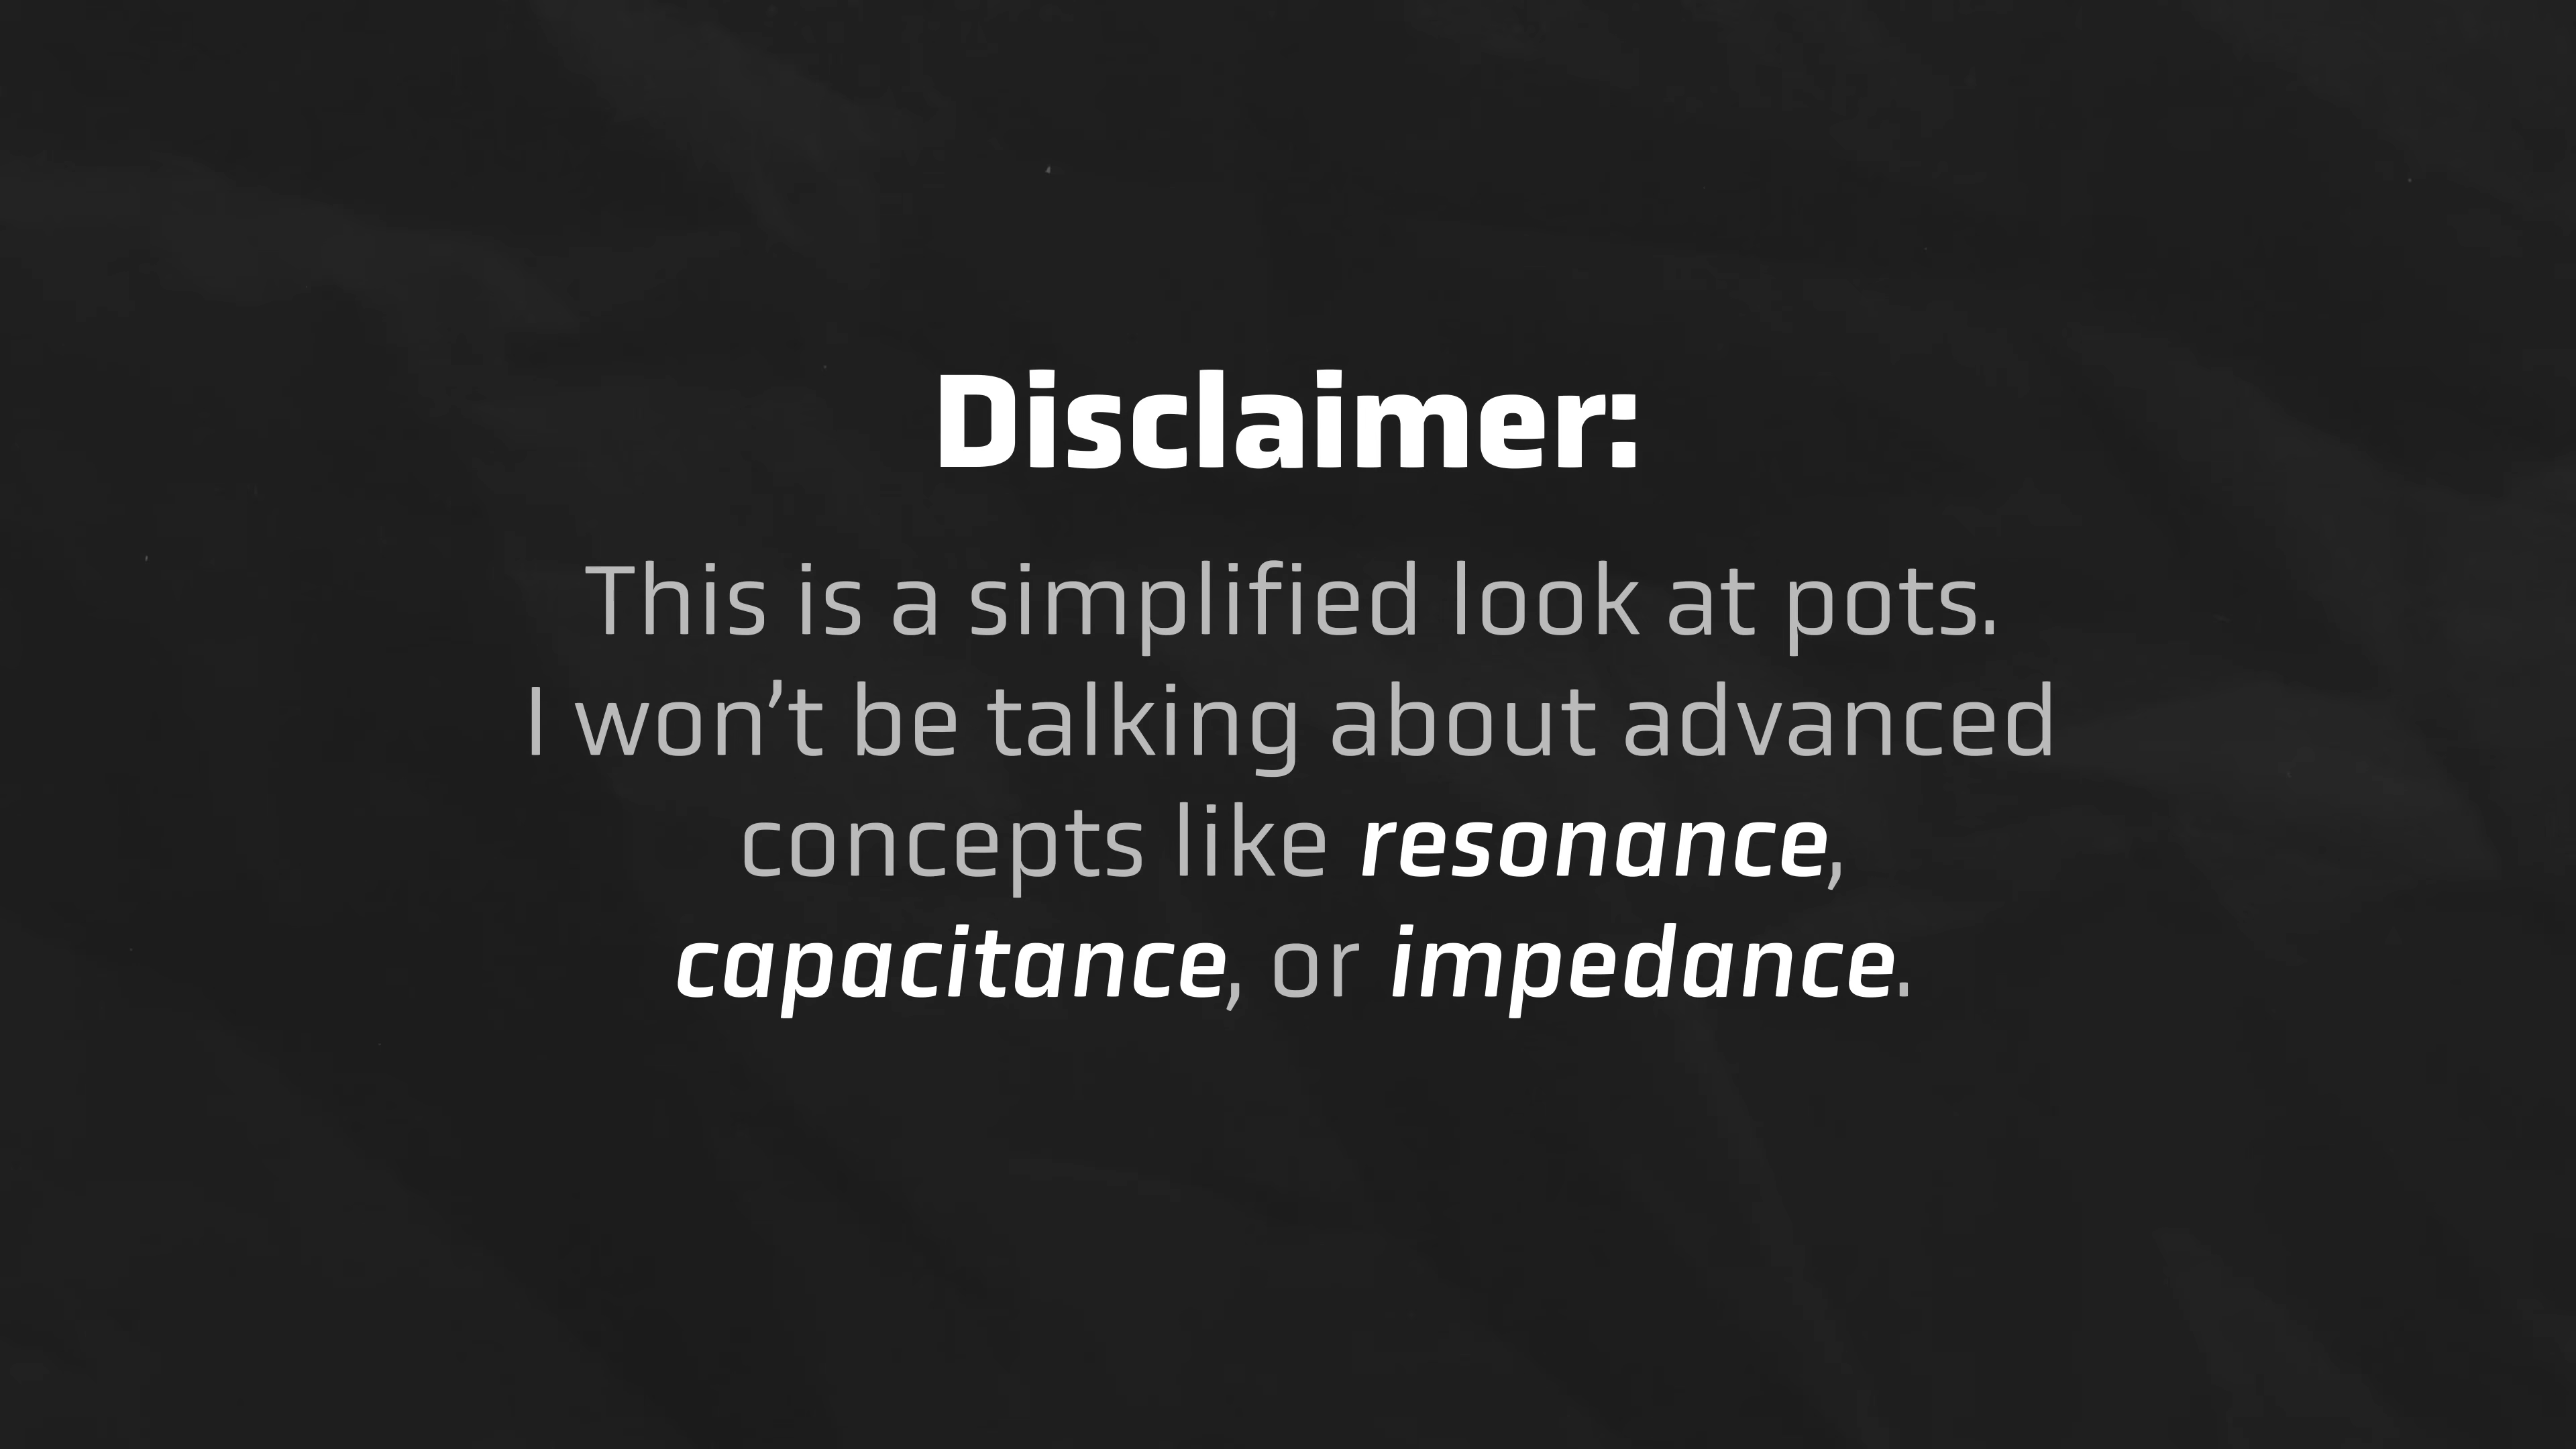 Disclaimer:
This is a simplified look at pots.
I won’t be talking about advanced
concepts like resonance,
capacitance, or impedance.